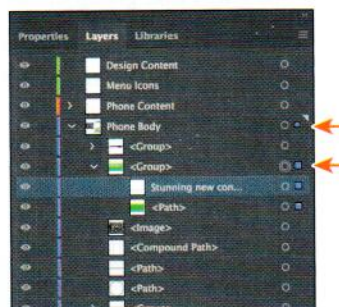 Properties Layers Libraries
Design Content
Menu Icons
Phone Content
Phone Body
<Group>
<Group>
Stunning new con...
<Path>
<Image>
<Compound Path>
<Path>
<Path>